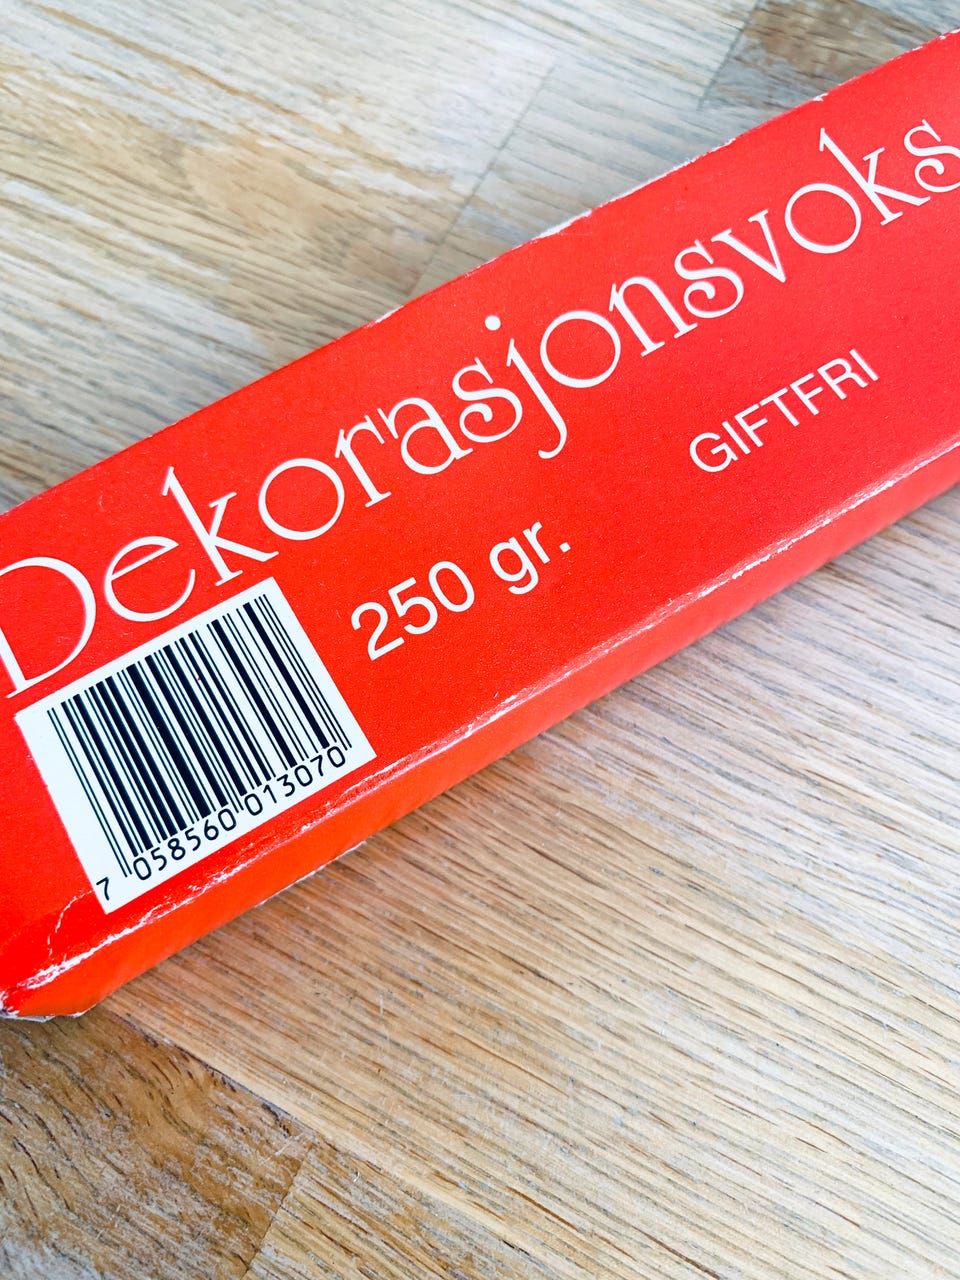 Dekorasjonsvoks
GIFTFRI
250 gr.
7 058560 013070